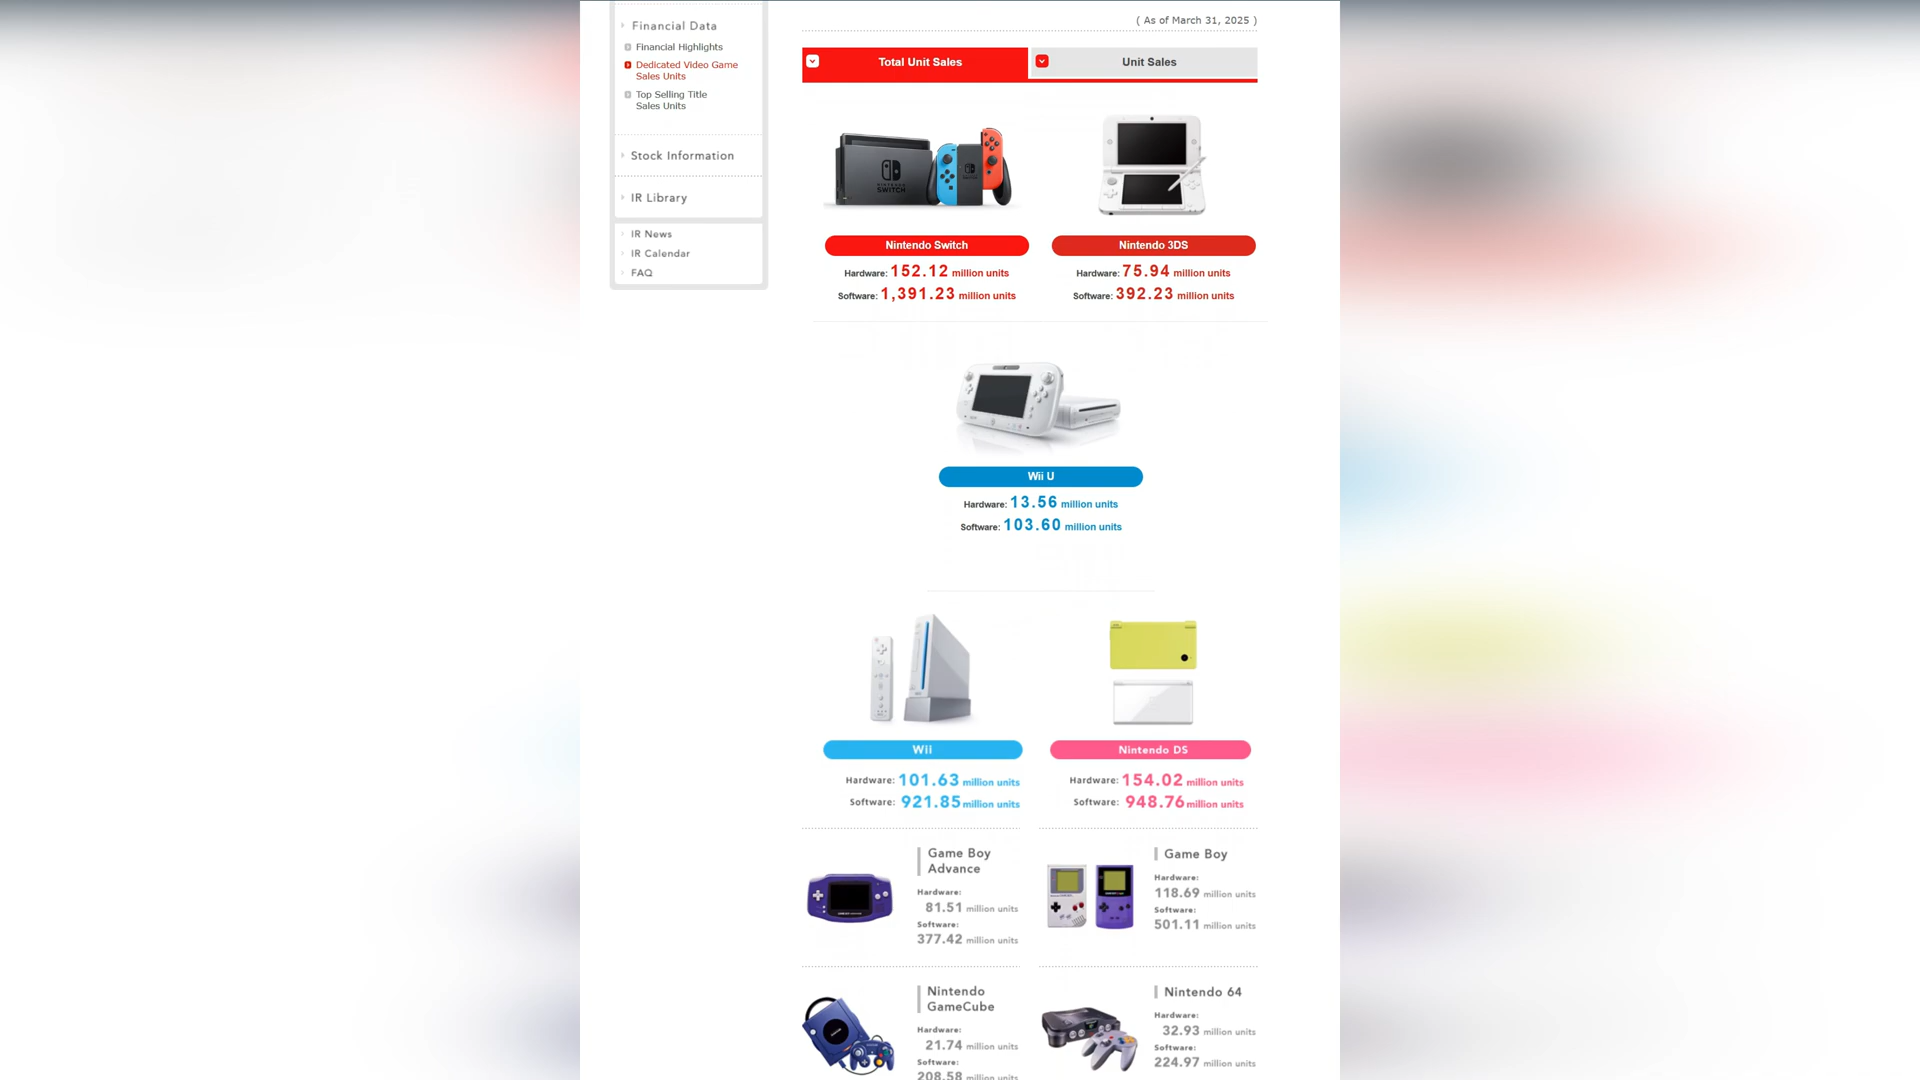 Financial Data
Financial Highlights
Dedicated Video Game
Sales Units
Top Selling Title
Sales Units
Stock Information
IR Library
IR News
IR Calendar
FAQ
( As of March 31, 2025 )
Total Unit Sales
Unit Sales
NINTENDO
SWITCH
Nintendo Switch
Hardware: 152.12 million units
Software: 1,391.23 million units
Nintendo 3DS
Hardware: 75.94 million units
Software: 392.23 million units
Wii U
Hardware: 13.56 million units
Software: 103.60 million units
Wii
Hardware: 101.63 million units
Software: 921.85 million units
Nintendo DS
Hardware: 154.02 million units
Software: 948.76 million units
Game Boy
Advance
Hardware:
81.51 million units
Software:
377.42 million units
Game Boy
Hardware:
118.69 million units
Software:
501.11 million units
Nintendo
GameCube
Hardware:
21.74 million units
Software:
208.58 million units
Nintendo 64
Hardware:
32.93 million units
Software:
224.97 million units